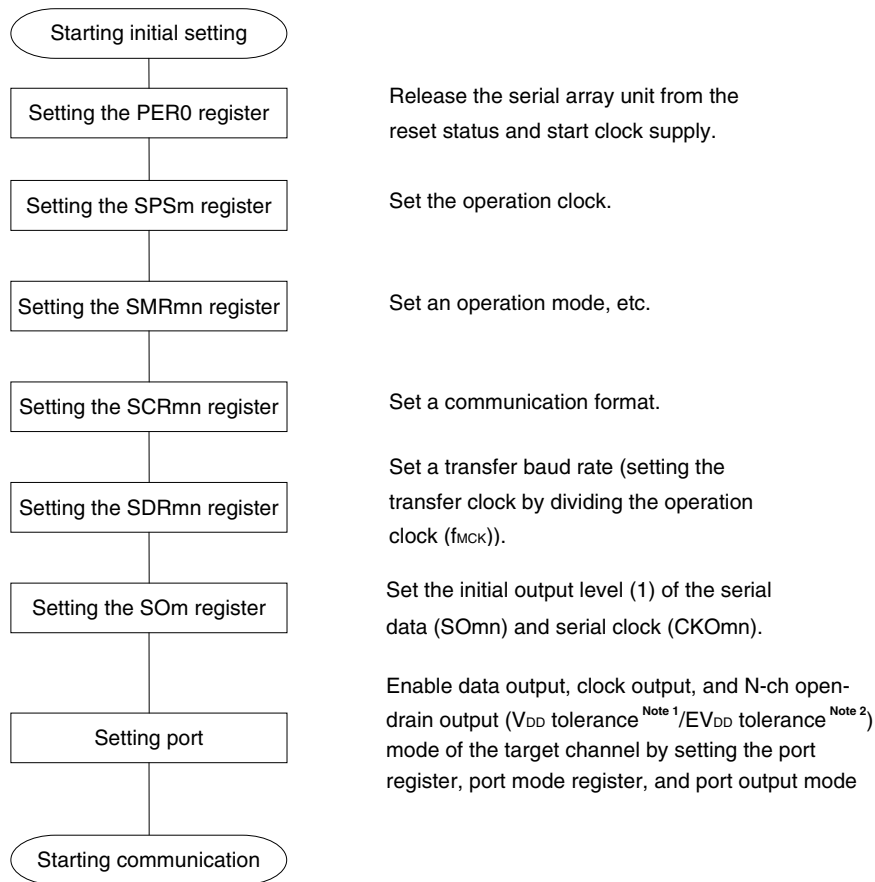 Starting initial setting
Setting the PER0 register
Release the serial array unit from the
reset status and start clock supply.
Setting the SPSm register
Set the operation clock.
Setting the SMRmn register
Set an operation mode, etc.
Setting the SCRmn register
Set a communication format.
Setting the SDRmn register
Set a transfer baud rate (setting the
transfer clock by dividing the operation
clock (fMCK)).
Setting the SOm register
Set the initial output level (1) of the serial
data (SOmn) and serial clock (CKOmn).
Setting port
Enable data output, clock output, and N-ch open-
drain output (VDD tolerance Note 1/EVDD tolerance Note 2)
mode of the target channel by setting the port
register, port mode register, and port output mode
Starting communication